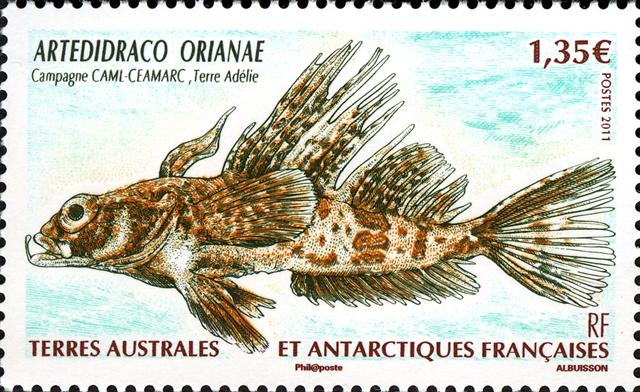 ARTEDIDRACO ORIANAE
Campagne CAML-CEAMARC, Terre Adélie
1,35€
POSTES 2011
RF
TERRES AUSTRALES ET ANTARCTIQUES FRANÇAISES
Phil@poste
ALBUISSON